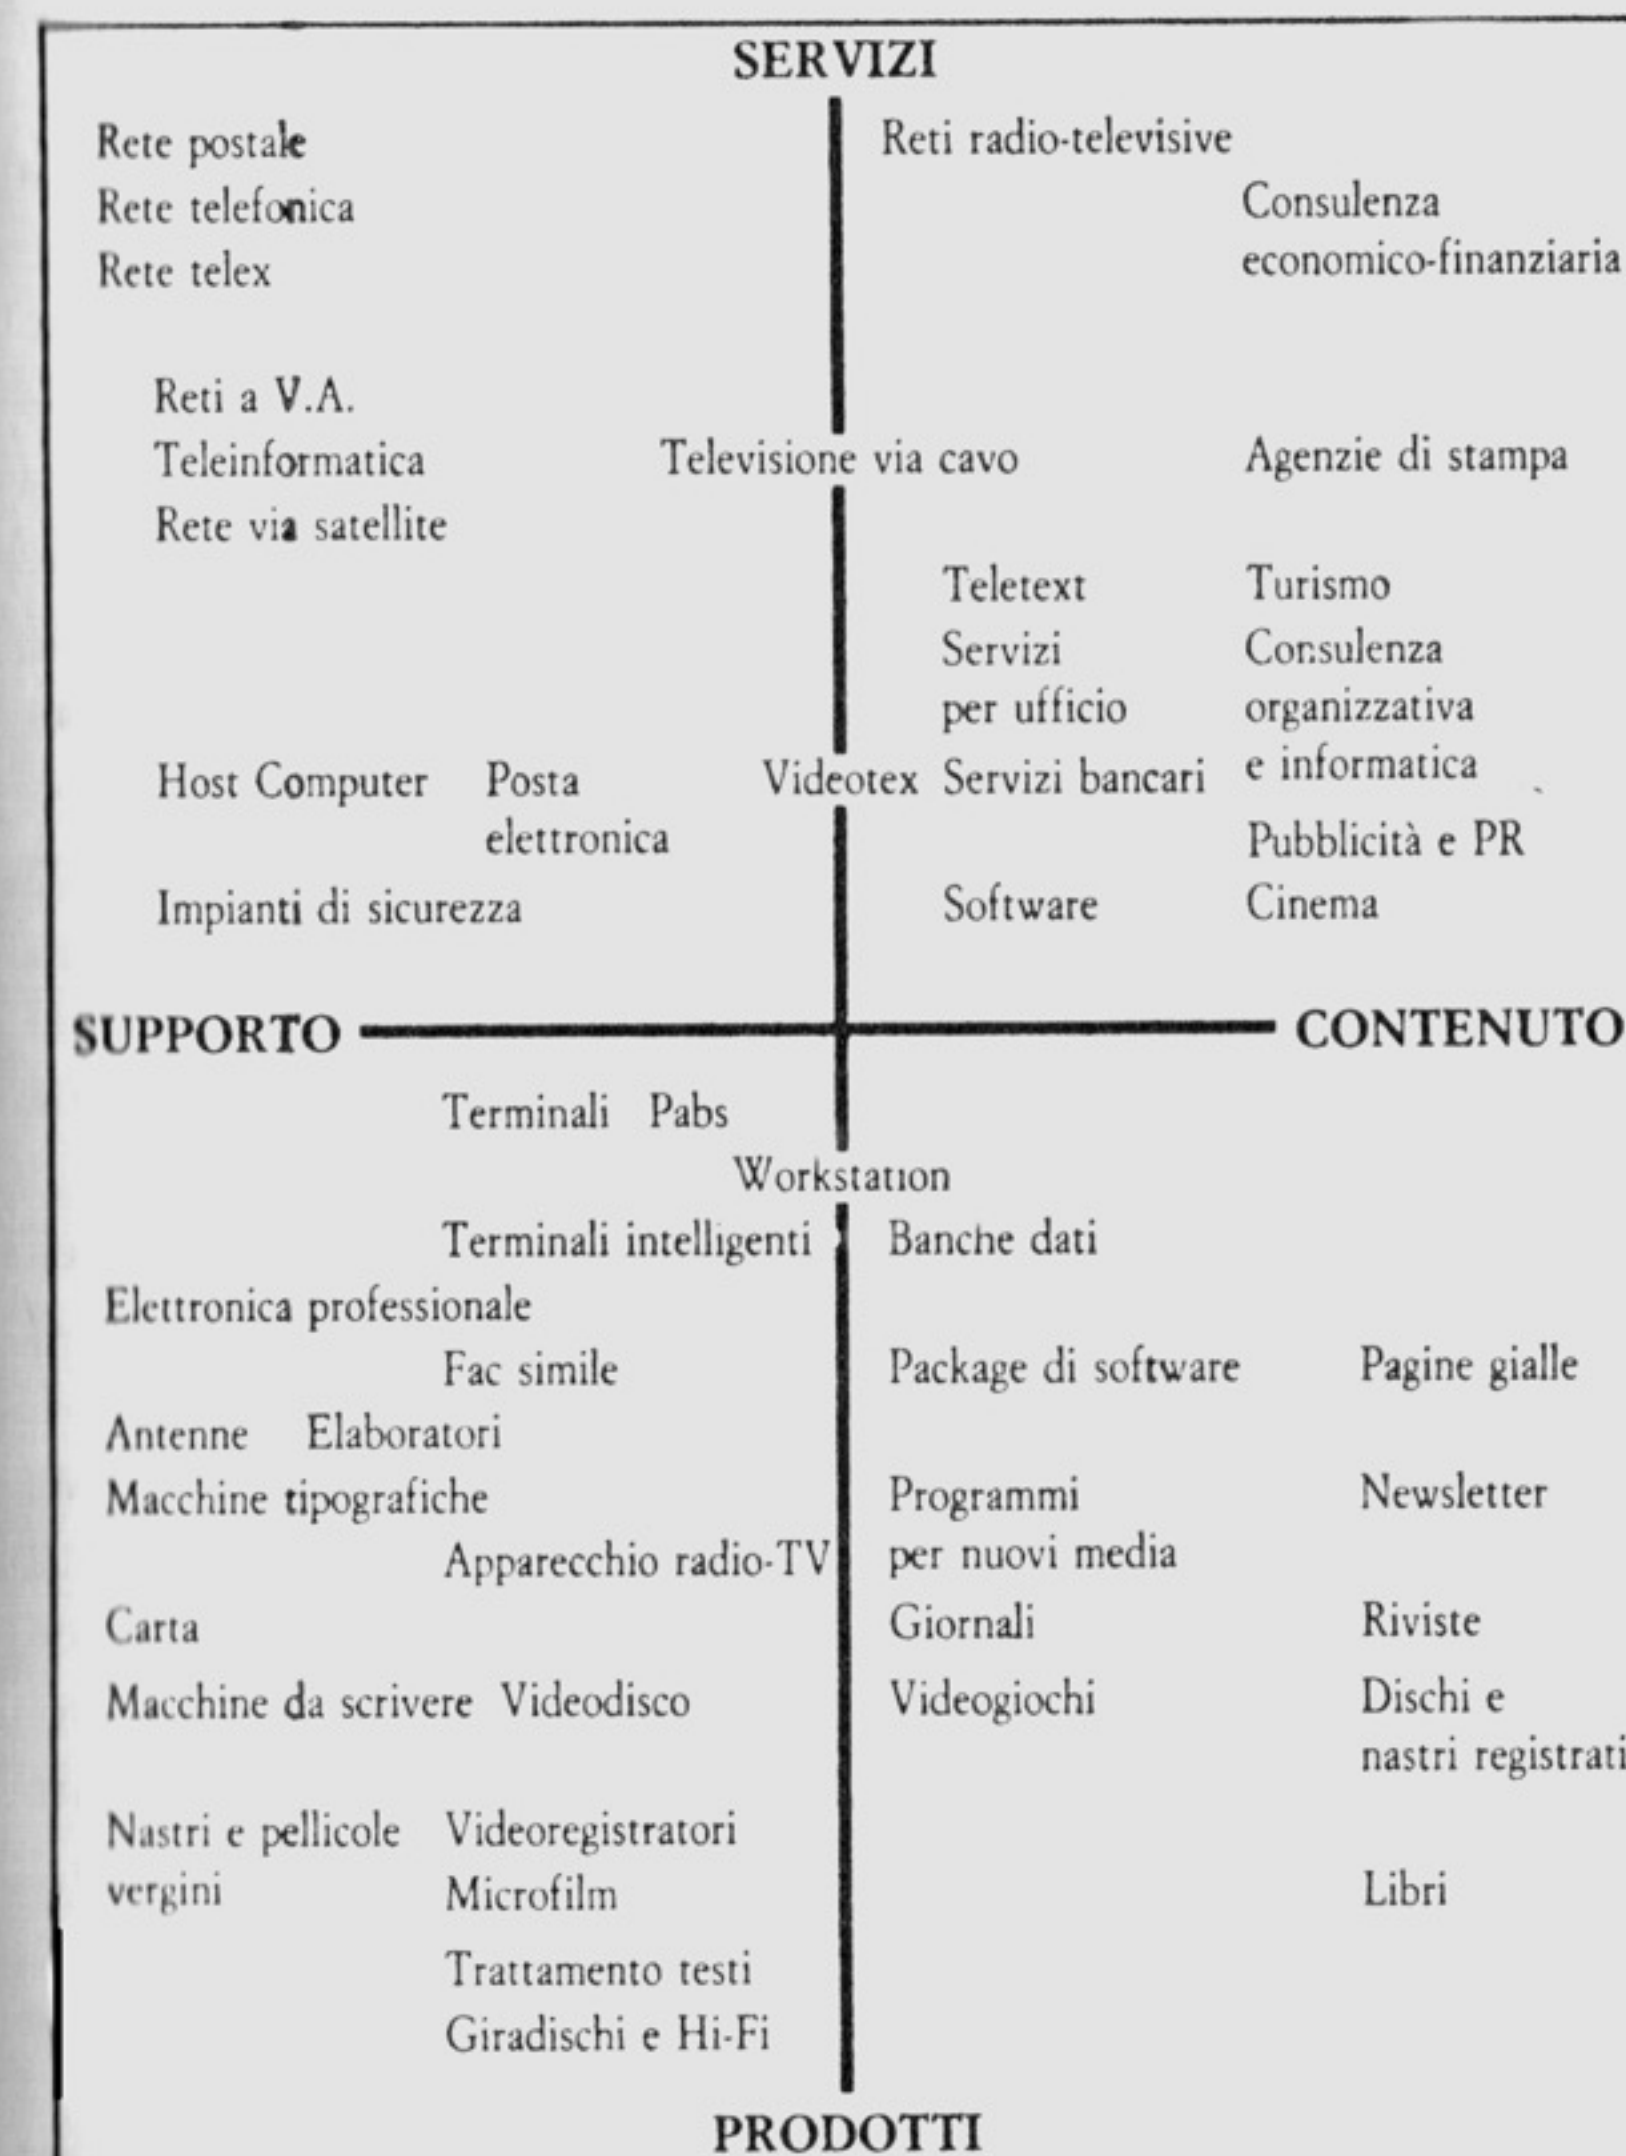 SERVIZI
Rete postale Reti radio-televisive
Rete telefonica Consulenza
Rete telex economico-finanziaria
Reti a V.A.
Teleinformatica Televisione via cavo Agenzie di stampa
Rete via satellite
Teletext Turismo
Servizi Consulenza
per ufficio organizzativa
Host Computer Posta Videotex Servizi bancari e informatica
elettronica Pubblicità e PR
Impianti di sicurezza Software Cinema
SUPPORTO CONTENUTO
Terminali Pabs
Workstation
Terminali intelligenti Banche dati
Elettronica professionale
Fac simile Package di software Pagine gialle
Antenne Elaboratori
Macchine tipografiche Programmi Newsletter
Apparecchio radio-TV per nuovi media
Carta Giornali Riviste
Macchine da scrivere Videodisco Videogiochi Dischi e
nastri registrati
Nastri e pellicole Videoregistratori
vergini Microfilm Libri
Trattamento testi
Giradischi e Hi-Fi
PRODOTTI